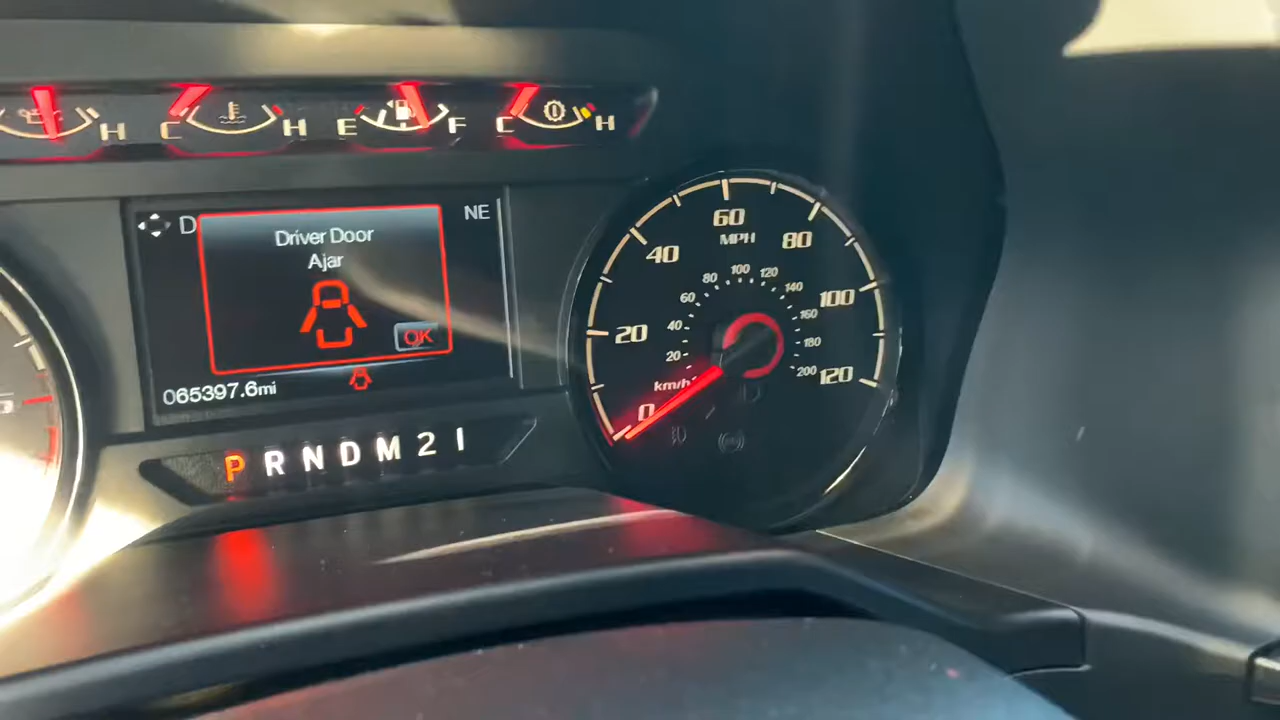 H
C H
E F
C H
D
NE
Driver Door
Ajar
OK
065397.6mi
P R N D M 2 1
0 20 40 60 80 100 120
MPH
20 40 60 80 100 120 140 160 180 200
km/h